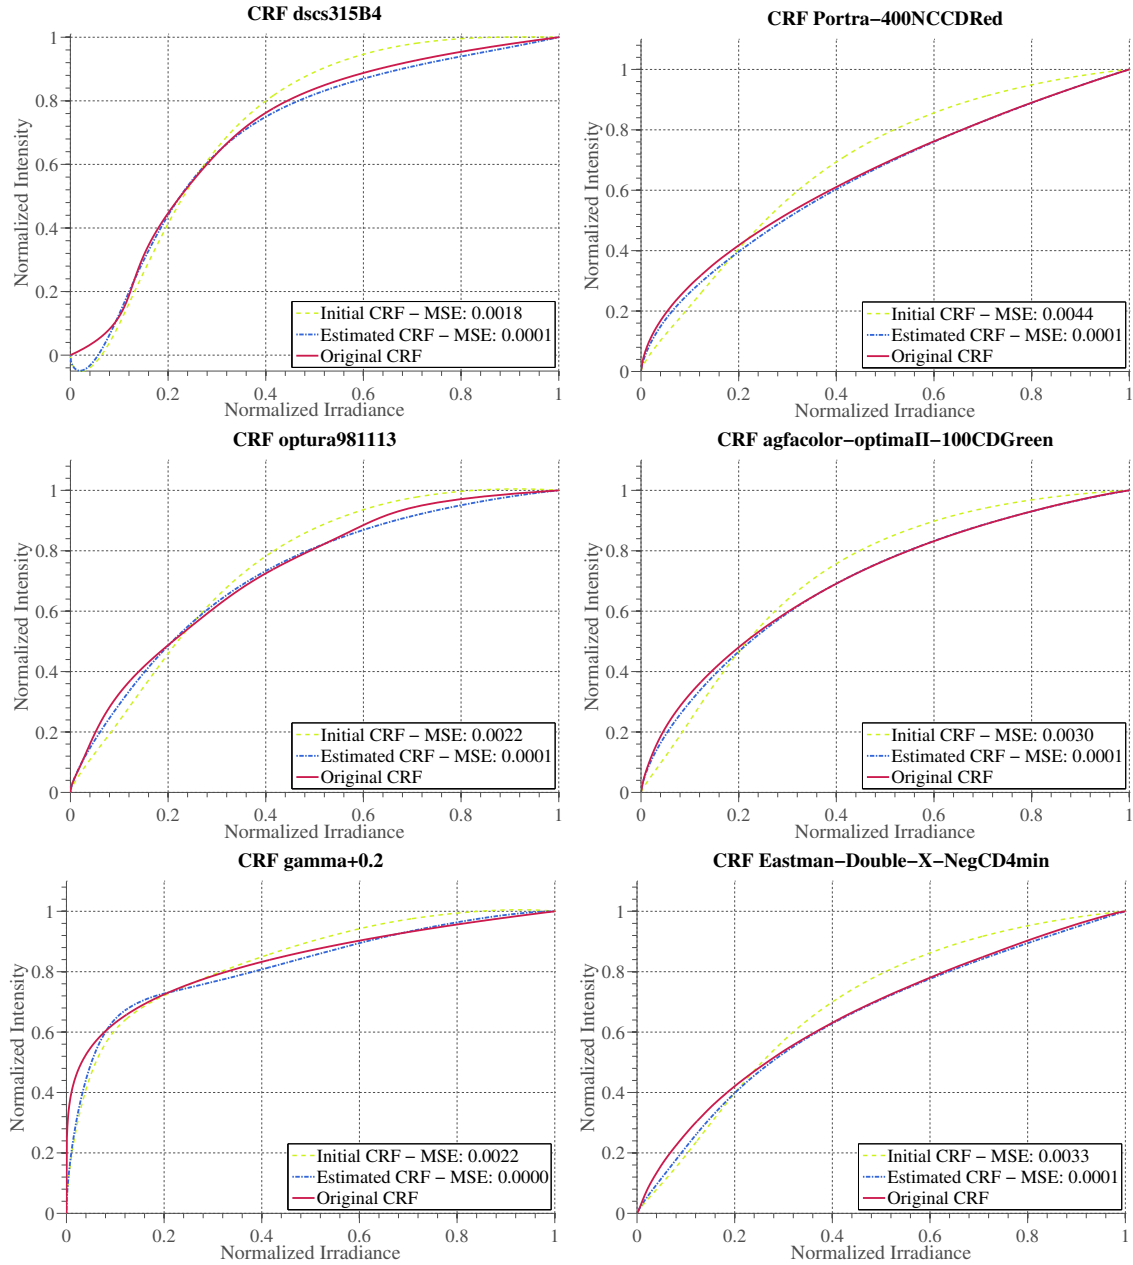 CRF dscs315B4
Normalized Intensity
1
0.8
0.6
0.4
0.2
0
Initial CRF − MSE: 0.0018
Estimated CRF − MSE: 0.0001
Original CRF
0 0.2 0.4 0.6 0.8 1
Normalized Irradiance
CRF Portra−400NCCDRed
Normalized Intensity
1
0.8
0.6
0.4
0.2
0
Initial CRF − MSE: 0.0044
Estimated CRF − MSE: 0.0001
Original CRF
0 0.2 0.4 0.6 0.8 1
Normalized Irradiance
CRF optura981113
Normalized Intensity
1
0.8
0.6
0.4
0.2
0
Initial CRF − MSE: 0.0022
Estimated CRF − MSE: 0.0001
Original CRF
0 0.2 0.4 0.6 0.8 1
Normalized Irradiance
CRF agfacolor−optimaII−100CDGreen
Normalized Intensity
1
0.8
0.6
0.4
0.2
0
Initial CRF − MSE: 0.0030
Estimated CRF − MSE: 0.0001
Original CRF
0 0.2 0.4 0.6 0.8 1
Normalized Irradiance
CRF gamma+0.2
Normalized Intensity
1
0.8
0.6
0.4
0.2
0
Initial CRF − MSE: 0.0022
Estimated CRF − MSE: 0.0000
Original CRF
0 0.2 0.4 0.6 0.8 1
Normalized Irradiance
CRF Eastman−Double−X−NegCD4min
Normalized Intensity
1
0.8
0.6
0.4
0.2
0
Initial CRF − MSE: 0.0033
Estimated CRF − MSE: 0.0001
Original CRF
0 0.2 0.4 0.6 0.8 1
Normalized Irradiance